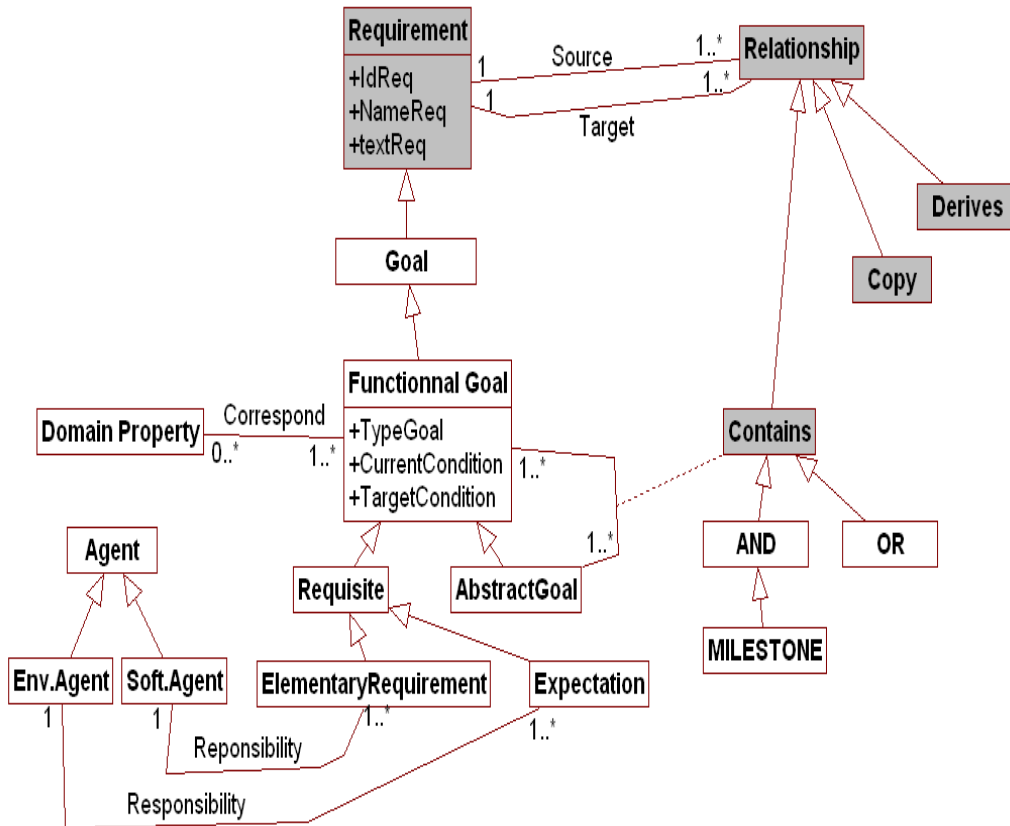 Requirement
+IdReq
+NameReq
+textReq
1
Source
1..*
1
Target
1..*
Relationship
Derives
Copy
Goal
Functionnal Goal
+TypeGoal
+CurrentCondition
+TargetCondition
Domain Property
Correspond
0..*
1..*
1..*
1..*
Contains
AND
OR
MILESTONE
Agent
Requisite
AbstractGoal
Env.Agent
Soft.Agent
ElementaryRequirement
Expectation
1
1
1..*
1..*
Reponsibility
Responsibility